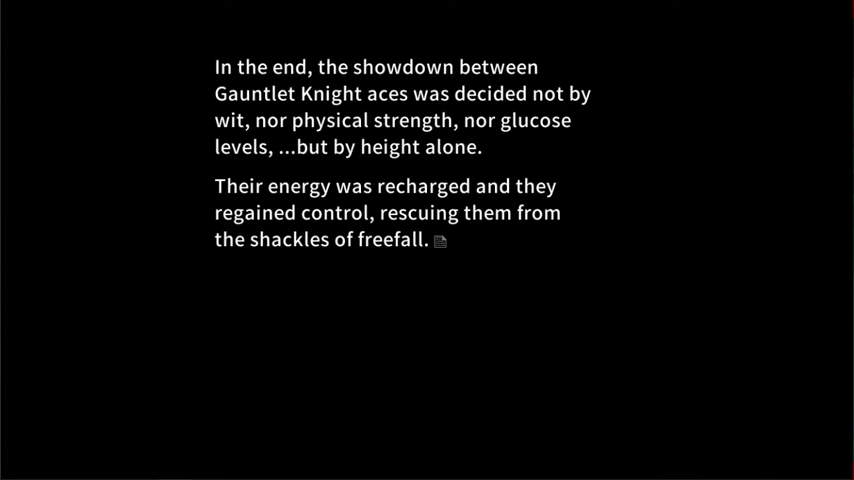 In the end, the showdown between
Gauntlet Knight aces was decided not by
wit, nor physical strength, nor glucose
levels, ...but by height alone.
Their energy was recharged and they
regained control, rescuing them from
the shackles of freefall.